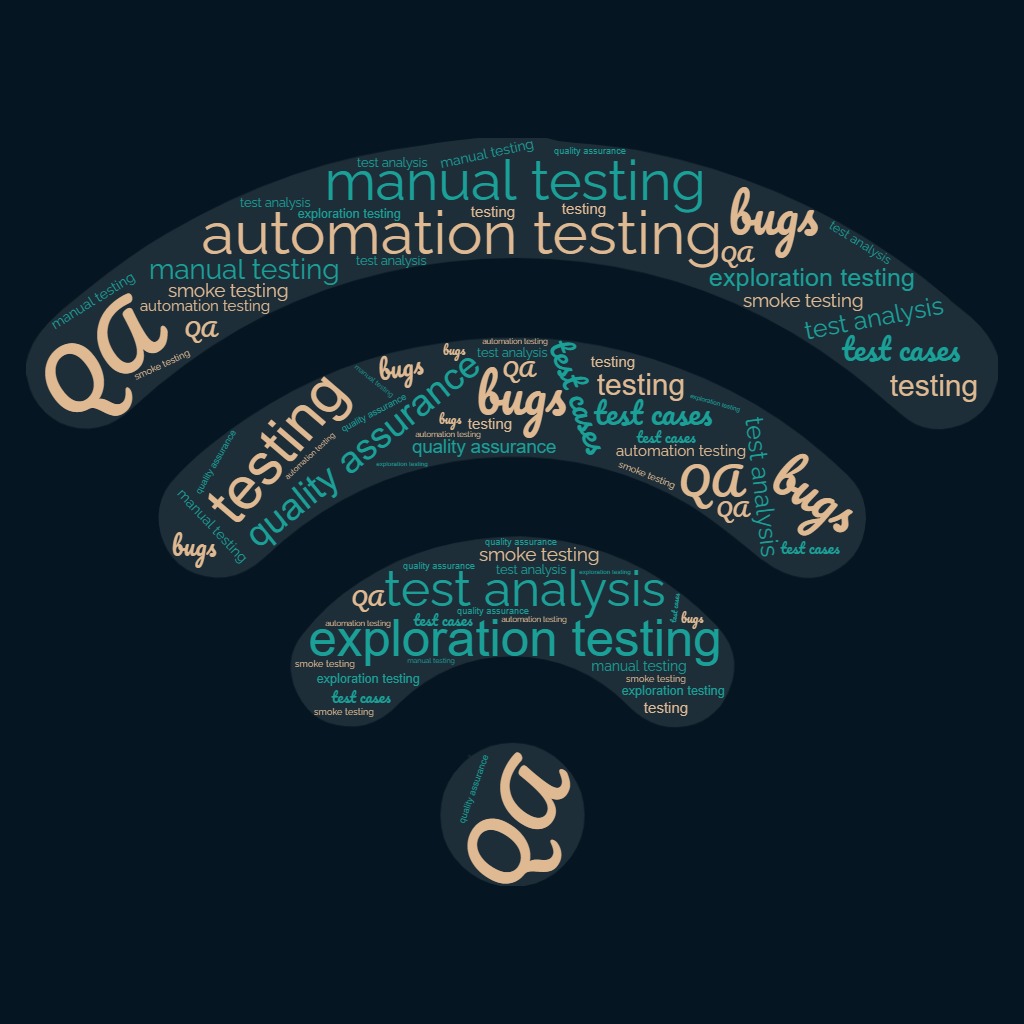 test analysis
manual testing
quality assurance
manual testing
test analysis
exploration testing
testing
testing
automation testing
bugs
QA
test analysis
manual testing
test analysis
exploration testing
manual testing
smoke testing
automation testing
QA
QA
smoke testing
smoke testing
test analysis
test cases
testing
automation testing
bugs
test analysis
test cases
testing
manual testing
bugs
quality assurance
QA
testing
exploration testing
testing
bugs
quality assurance
test cases
bugs
testing
test cases
automation testing
quality assurance
automation testing
automation testing
exploration testing
smoke testing
QA
QA
test analysis
bugs
quality assurance
manual testing
bugs
test cases
quality assurance
smoke testing
quality assurance
test analysis
exploration testing
QA
test analysis
quality assurance
test cases
bugs
automation testing
test cases
automation testing
exploration testing
smoke testing
manual testing
manual testing
exploration testing
smoke testing
test cases
exploration testing
smoke testing
testing
quality assurance
QA